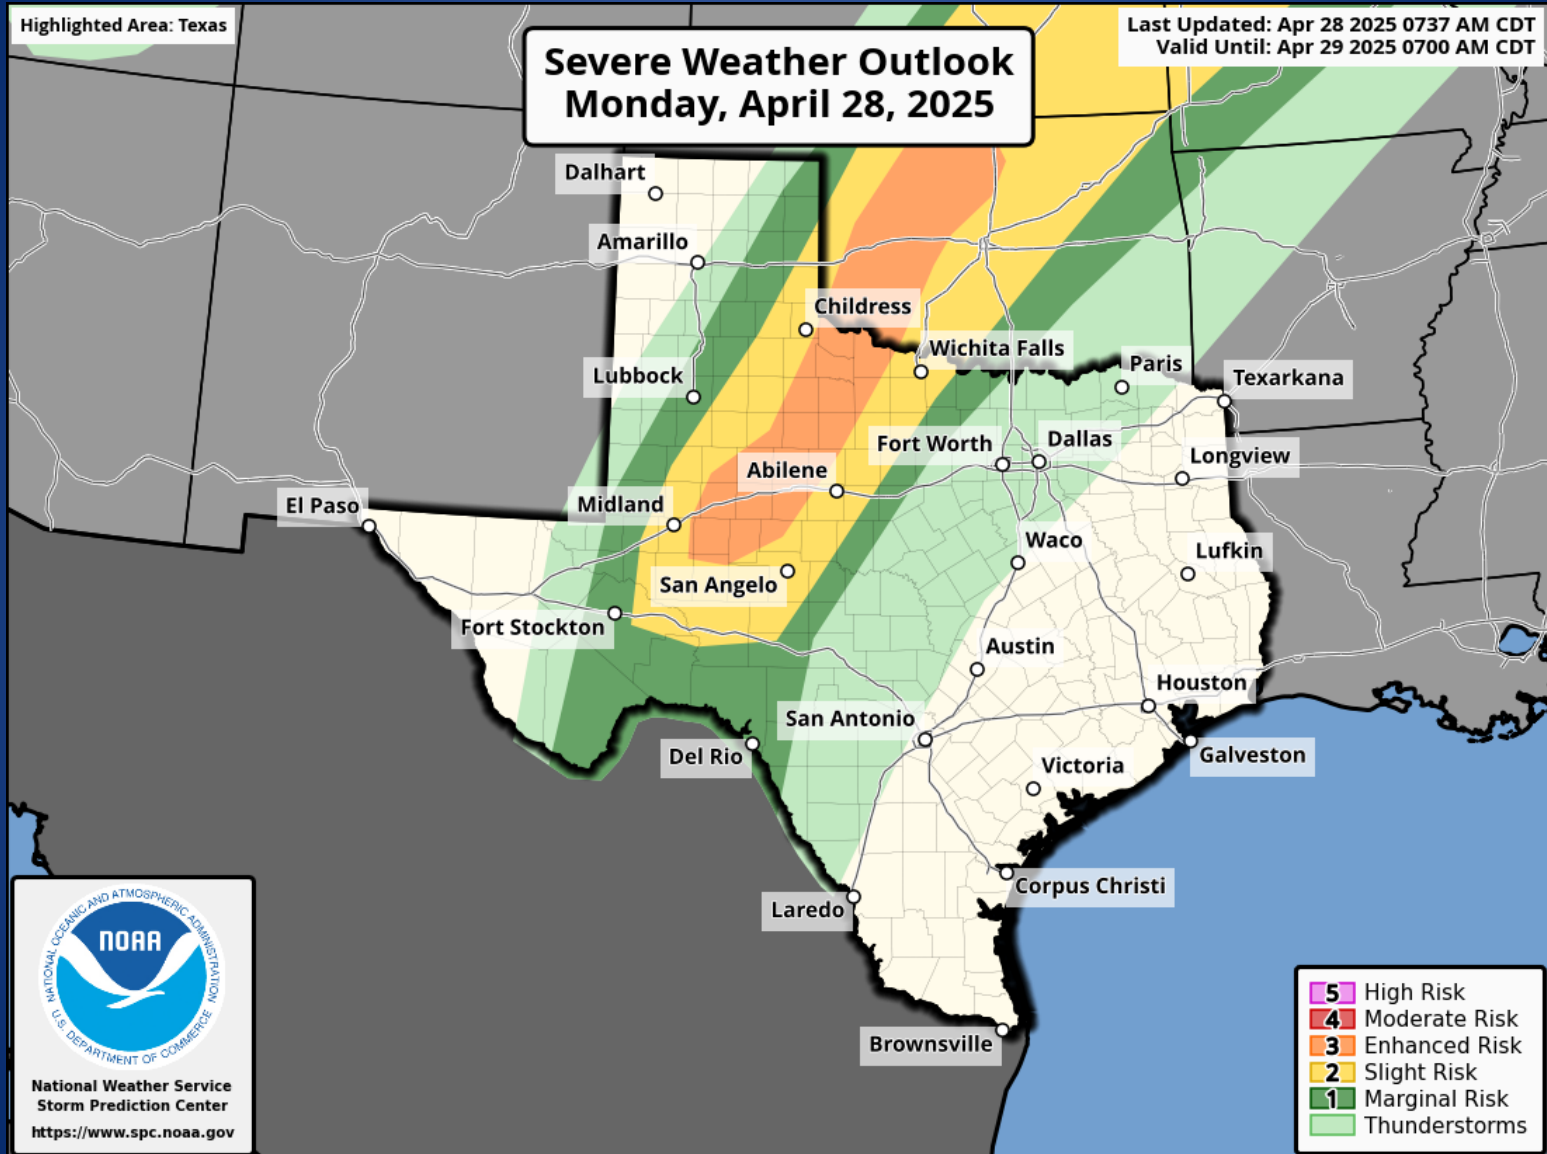 Highlighted Area: Texas
Severe Weather Outlook
Monday, April 28, 2025
Last Updated: Apr 28 2025 0737 AM CDT
Valid Until: Apr 29 2025 0700 AM CDT
Dalhart
Amarillo
Childress
Wichita Falls
Paris
Texarkana
Lubbock
Fort Worth
Dallas
Longview
Abilene
Midland
El Paso
Waco
Lufkin
San Angelo
Fort Stockton
Austin
Houston
San Antonio
Del Rio
Galveston
Victoria
Corpus Christi
Laredo
Brownsville
NATIONAL OCEANIC AND ATMOSPHERIC ADMINISTRATION
NOAA
U.S. DEPARTMENT OF COMMERCE
National Weather Service
Storm Prediction Center
https://www.spc.noaa.gov
5 High Risk
4 Moderate Risk
3 Enhanced Risk
2 Slight Risk
1 Marginal Risk
Thunderstorms